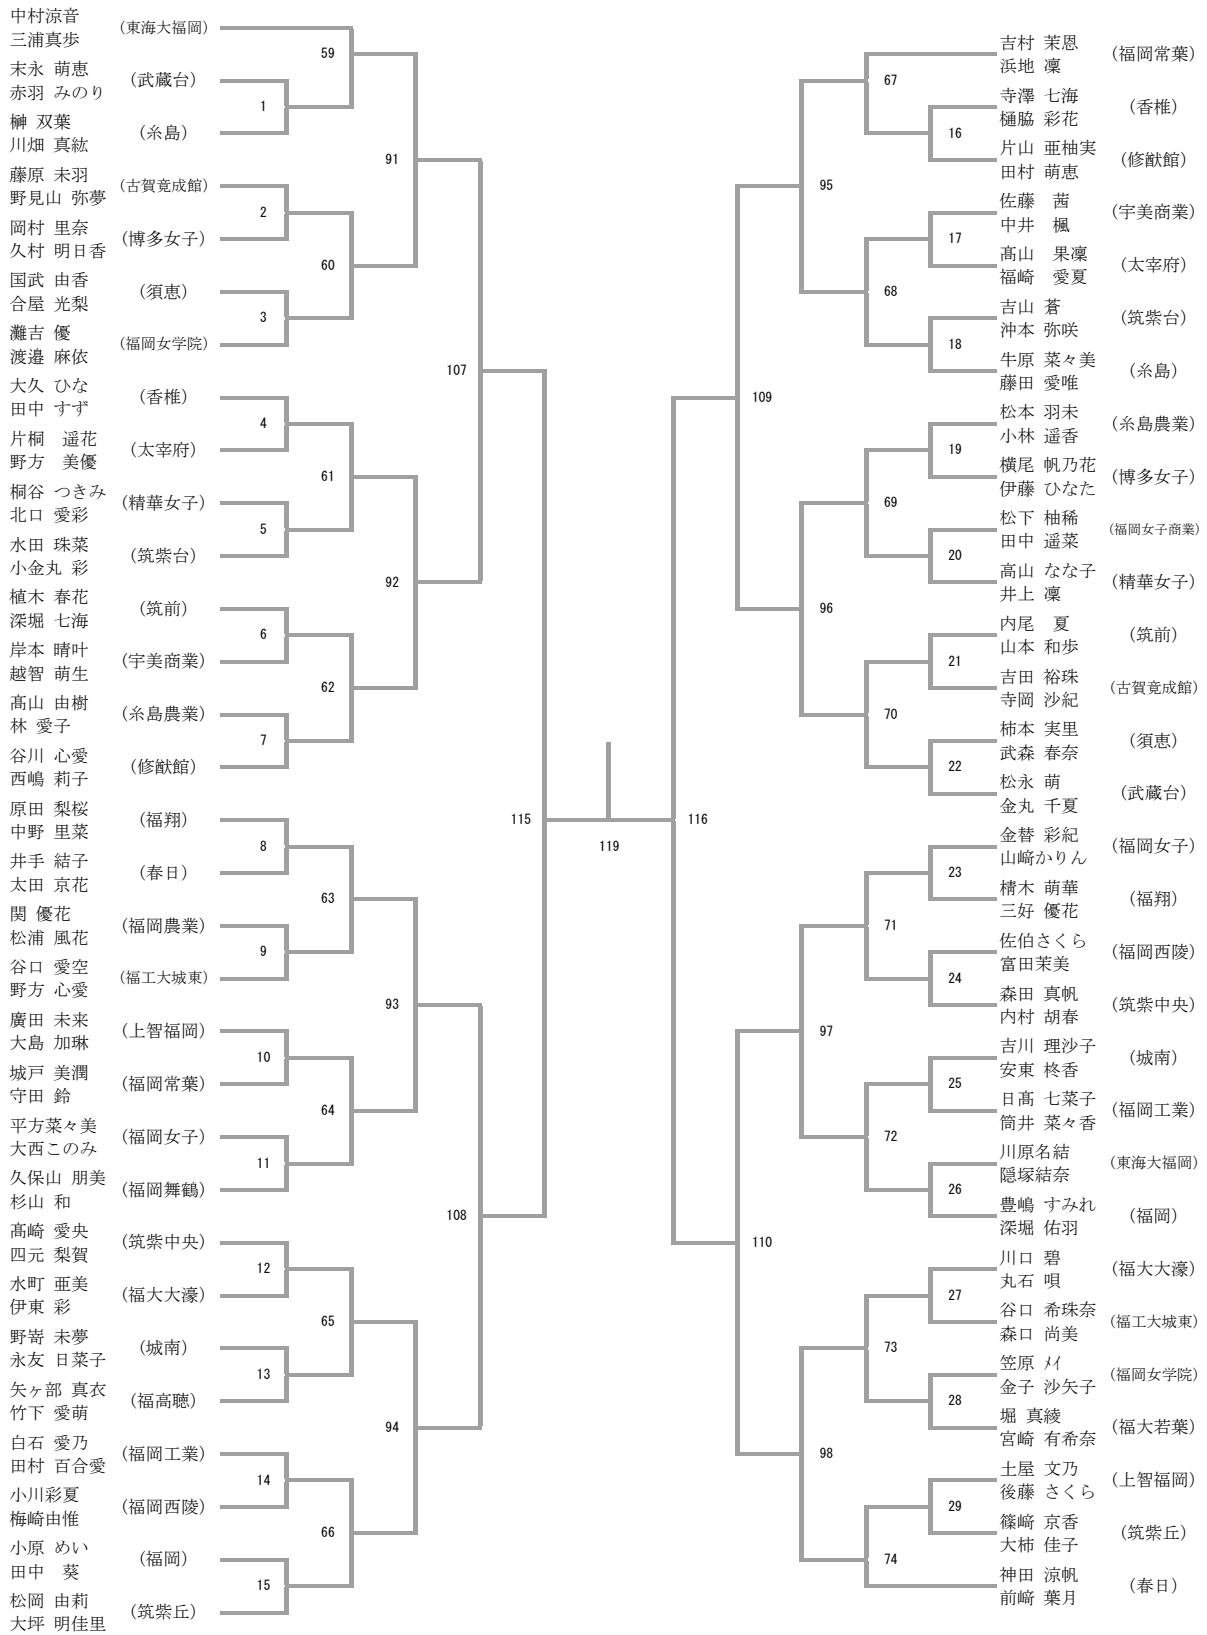 中村涼音
三浦真歩
(東海大福岡)
末永 萌恵
赤羽 みのり
(武蔵台)
榊 双葉
川畑 真紘
(糸島)
藤原 未羽
野見山 弥夢
(古賀竟成館)
岡村 里奈
久村 明日香
(博多女子)
国武 由香
合屋 光梨
(須恵)
灘吉 優
渡邉 麻依
(福岡女学院)
大久 ひな
田中 すず
(香椎)
片桐 遥花
野方 美優
(太宰府)
桐谷 つきみ
北口 愛彩
(精華女子)
水田 珠菜
小金丸 彩
(筑紫台)
植木 春花
深堀 七海
(筑前)
岸本 晴叶
越智 萌生
(宇美商業)
髙山 由樹
林 愛子
(糸島農業)
谷川 心愛
西嶋 莉子
(修猷館)
原田 梨桜
中野 里菜
(福翔)
井手 結子
太田 京花
(春日)
関 優花
松浦 風花
(福岡農業)
谷口 愛空
野方 心愛
(福工大城東)
廣田 未来
大島 加琳
(上智福岡)
城戸 美潤
守田 鈴
(福岡常葉)
平方菜々美
大西このみ
(福岡女子)
久保山 朋美
杉山 和
(福岡舞鶴)
髙崎 愛央
四元 梨賀
(筑紫中央)
水町 亜美
伊東 彩
(福大大濠)
野嵜 未夢
永友 日菜子
(城南)
矢ヶ部 真衣
竹下 愛萌
(福高聴)
白石 愛乃
田村 百合愛
(福岡工業)
小川彩夏
梅崎由惟
(福岡西陵)
小原 めい
田中 葵
(福岡)
松岡 由莉
大坪 明佳里
(筑紫丘)
1
2
3
4
5
6
7
8
9
10
11
12
13
14
15
59
60
61
62
63
64
65
66
91
92
93
94
107
108
115
119
116
109
110
95
96
97
98
67
68
69
70
71
72
73
74
16
17
18
19
20
21
22
23
24
25
26
27
28
29
吉村 茉恩
浜地 凜
(福岡常葉)
寺澤 七海
樋脇 彩花
(香椎)
片山 亜柚実
田村 萌恵
(修猷館)
佐藤 茜
中井 楓
(宇美商業)
髙山 果凜
福崎 愛夏
(太宰府)
吉山 蒼
沖本 弥咲
(筑紫台)
牛原 菜々美
藤田 愛唯
(糸島)
松本 羽未
小林 遥香
(糸島農業)
横尾 帆乃花
伊藤 ひなた
(博多女子)
松下 柚稀
田中 遥菜
(福岡女子商業)
高山 なな子
井上 凜
(精華女子)
内尾 夏
山本 和歩
(筑前)
吉田 裕珠
寺岡 沙紀
(古賀竟成館)
柿本 実里
武森 春奈
(須恵)
松永 萌
金丸 千夏
(武蔵台)
金替 彩紀
山﨑かりん
(福岡女子)
樗木 萌華
三好 優花
(福翔)
佐伯さくら
富田茉美
(福岡西陵)
森田 真帆
内村 胡春
(筑紫中央)
吉川 理沙子
安東 柊香
(城南)
日髙 七菜子
筒井 菜々香
(福岡工業)
川原名結
隠塚結奈
(東海大福岡)
豊嶋 すみれ
深堀 佑羽
(福岡)
川口 碧
丸石 唄
(福大大濠)
谷口 希珠奈
森口 尚美
(福工大城東)
笠原 ﾒｲ
金子 沙矢子
(福岡女学院)
堀 真綾
宮崎 有希奈
(福大若葉)
土屋 文乃
後藤 さくら
(上智福岡)
篠﨑 京香
大柿 佳子
(筑紫丘)
神田 涼帆
前﨑 葉月
(春日)